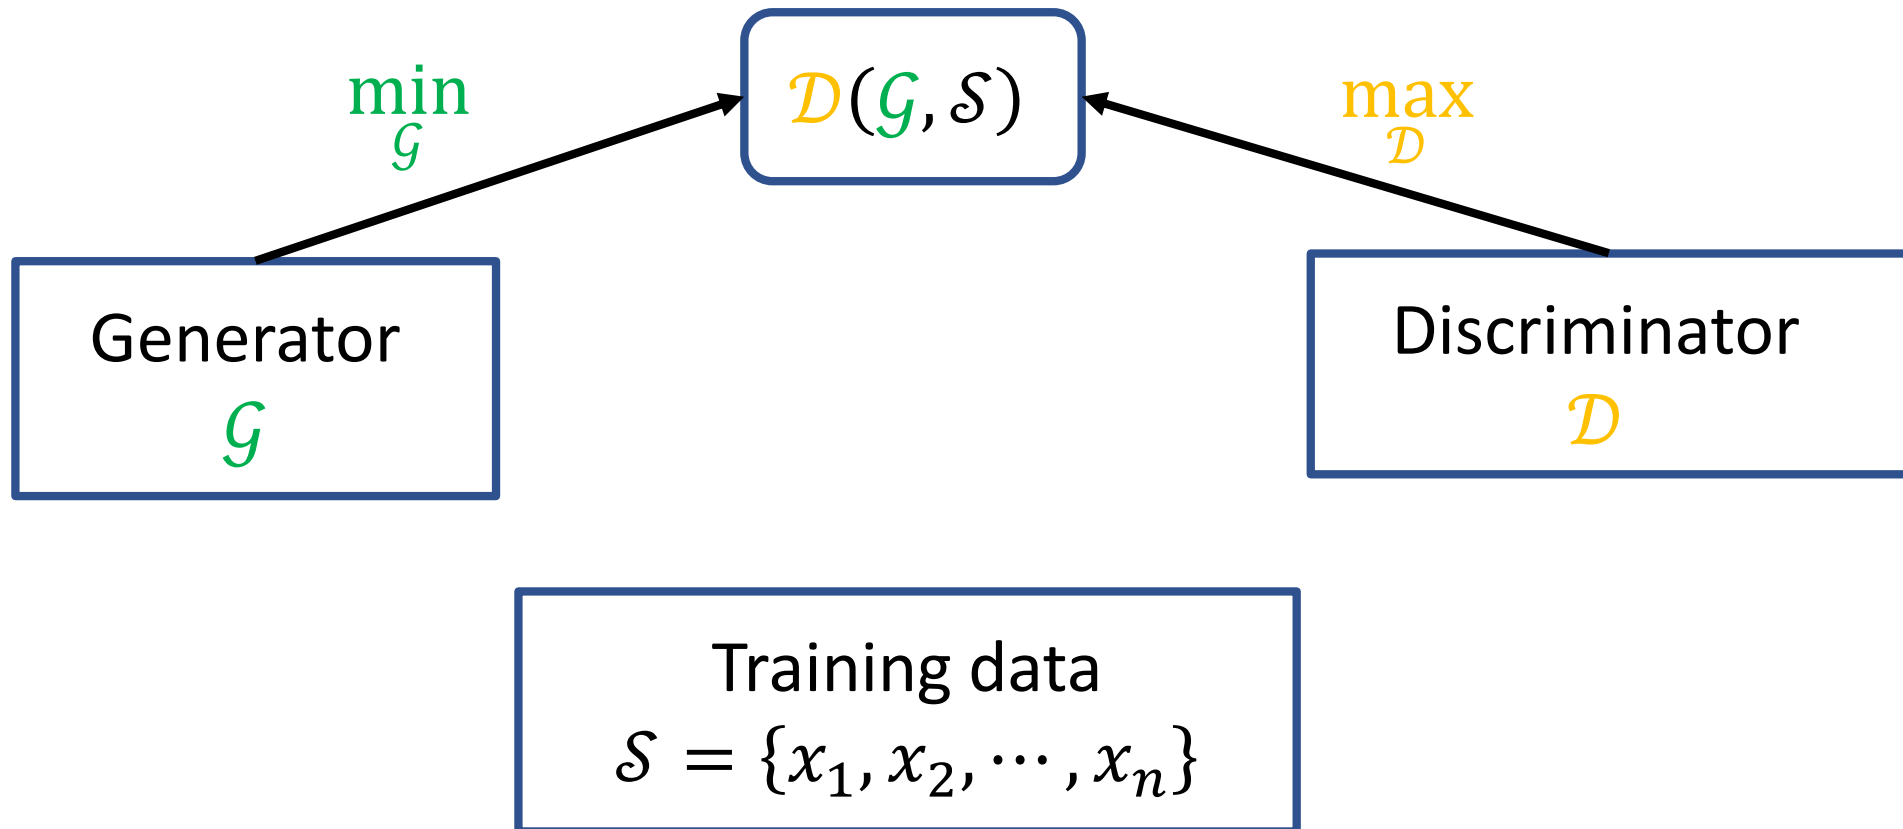 𝒟(𝒢, 𝒮)
min
𝒢
max
𝒟
Generator
𝒢
Discriminator
𝒟
Training data
𝒮 = {x₁, x₂, ⋯ , xₙ}